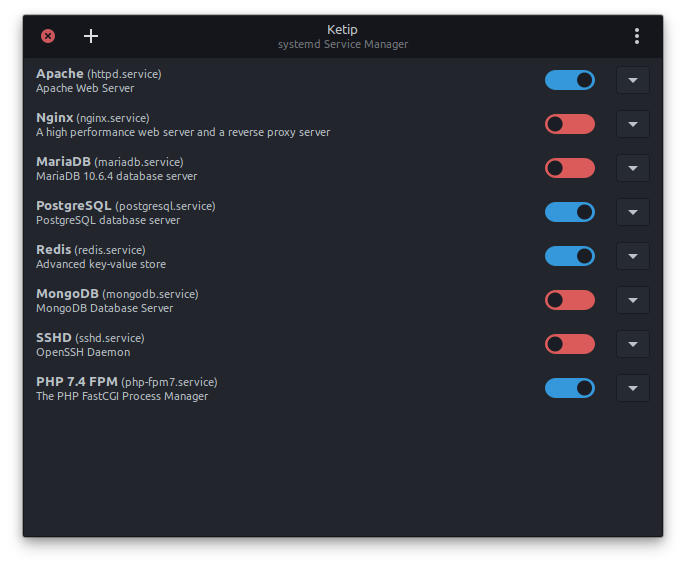 Ketip
systemd Service Manager
Apache (httpd.service)
Apache Web Server
Nginx (nginx.service)
A high performance web server and a reverse proxy server
MariaDB (mariadb.service)
MariaDB 10.6.4 database server
PostgreSQL (postgresql.service)
PostgreSQL database server
Redis (redis.service)
Advanced key-value store
MongoDB (mongodb.service)
MongoDB Database Server
SSHD (sshd.service)
OpenSSH Daemon
PHP 7.4 FPM (php-fpm7.service)
The PHP FastCGI Process Manager